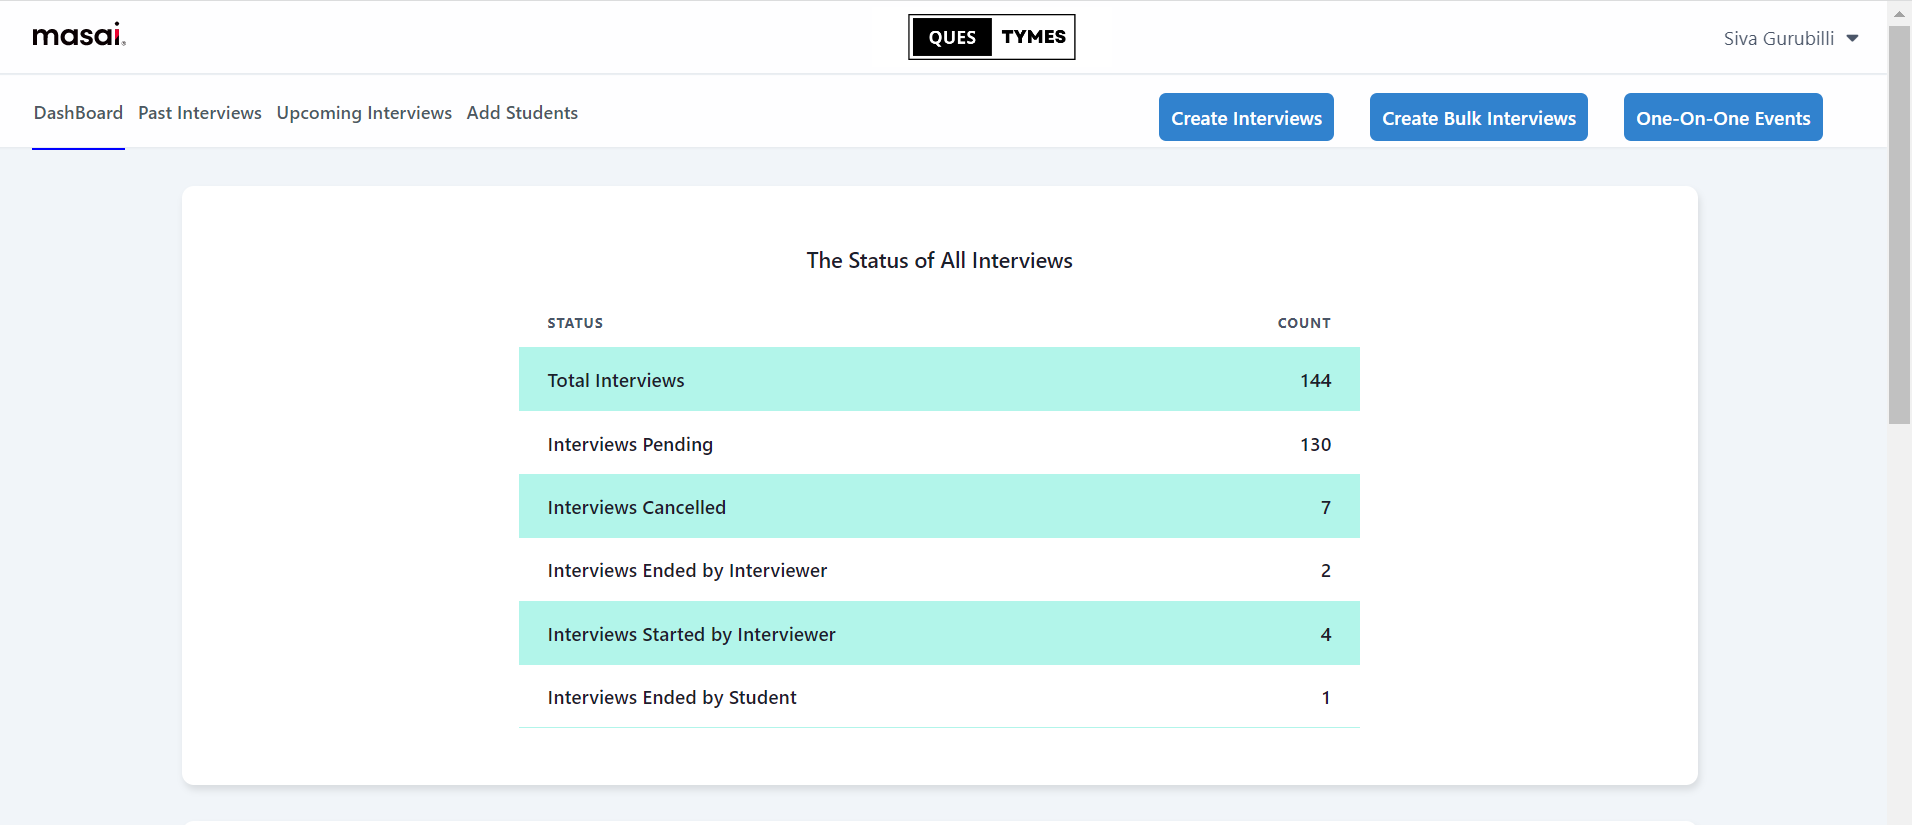 masai.
QUES TYMES
Siva Gurubilli
DashBoard Past Interviews Upcoming Interviews Add Students
Create Interviews Create Bulk Interviews One-On-One Events
The Status of All Interviews
STATUS COUNT
Total Interviews 144
Interviews Pending 130
Interviews Cancelled 7
Interviews Ended by Interviewer 2
Interviews Started by Interviewer 4
Interviews Ended by Student 1